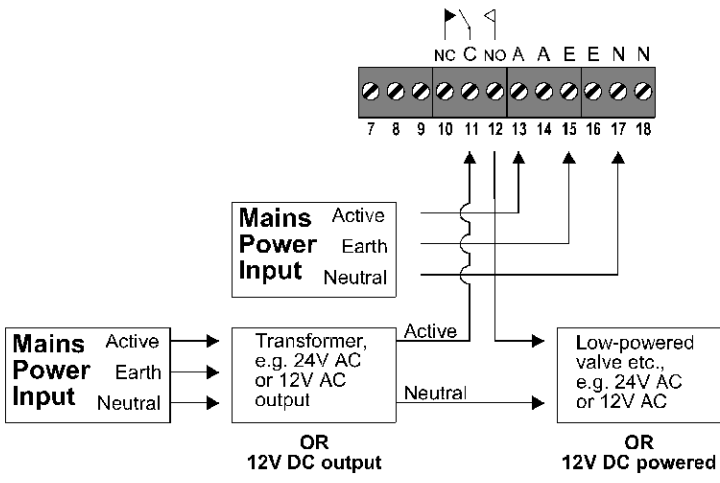 NC C NO A A E E N N
7 8 9 10 11 12 13 14 15 16 17 18
Mains
Power
Input
Active
Earth
Neutral
Mains
Power
Input
Active
Earth
Neutral
Transformer,
e.g. 24V AC
or 12V AC
output
Active
Neutral
Low-powered
valve etc.,
e.g. 24V AC
or 12V AC
OR
12V DC output
OR
12V DC powered